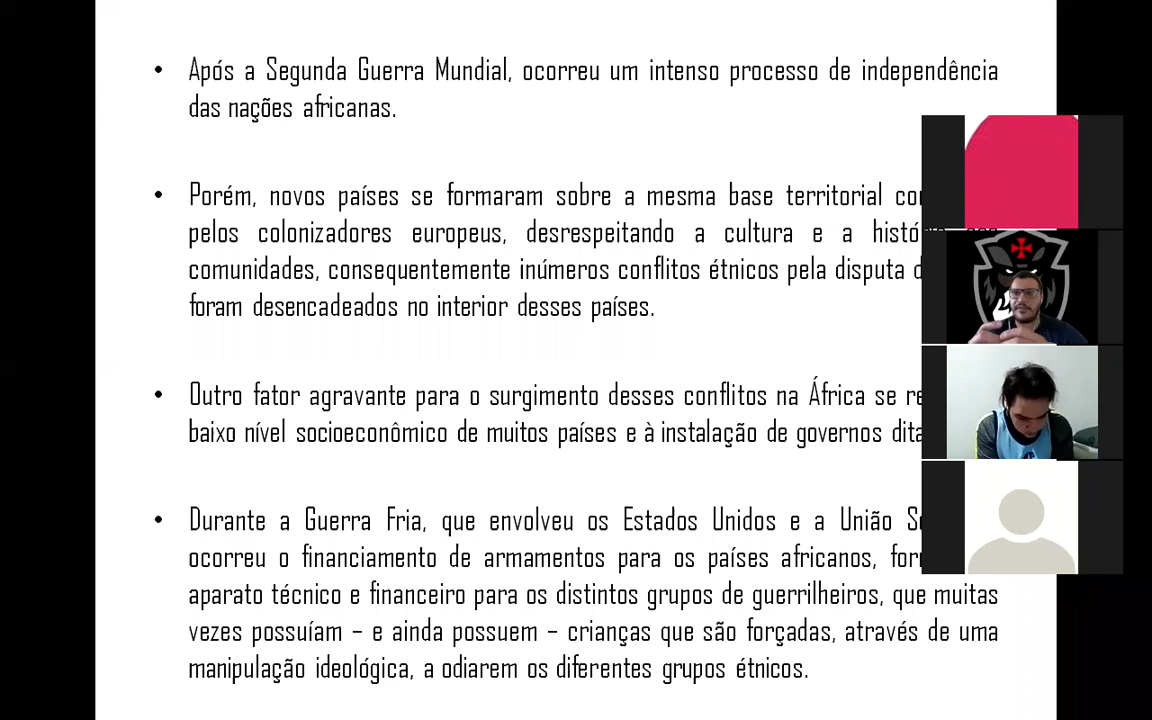 • Após a Segunda Guerra Mundial, ocorreu um intenso processo de independência
das nações africanas.
• Porém, novos países se formaram sobre a mesma base territorial
pelos colonizadores europeus, desrespeitando a cultura e a
comunidades, consequentemente inúmeros conflitos étnicos pela disputa
foram desencadeados no interior desses países.
• Outro fator agravante para o surgimento desses conflitos na África se
baixo nível socioeconômico de muitos países e à instalação de governos
• Durante a Guerra Fria, que envolveu os Estados Unidos e a União
ocorreu o financiamento de armamentos para os países africanos,
aparato técnico e financeiro para os distintos grupos de guerrilheiros, que muitas
vezes possuíam – e ainda possuem – crianças que são forçadas, através de uma
manipulação ideológica, a odiarem os diferentes grupos étnicos.